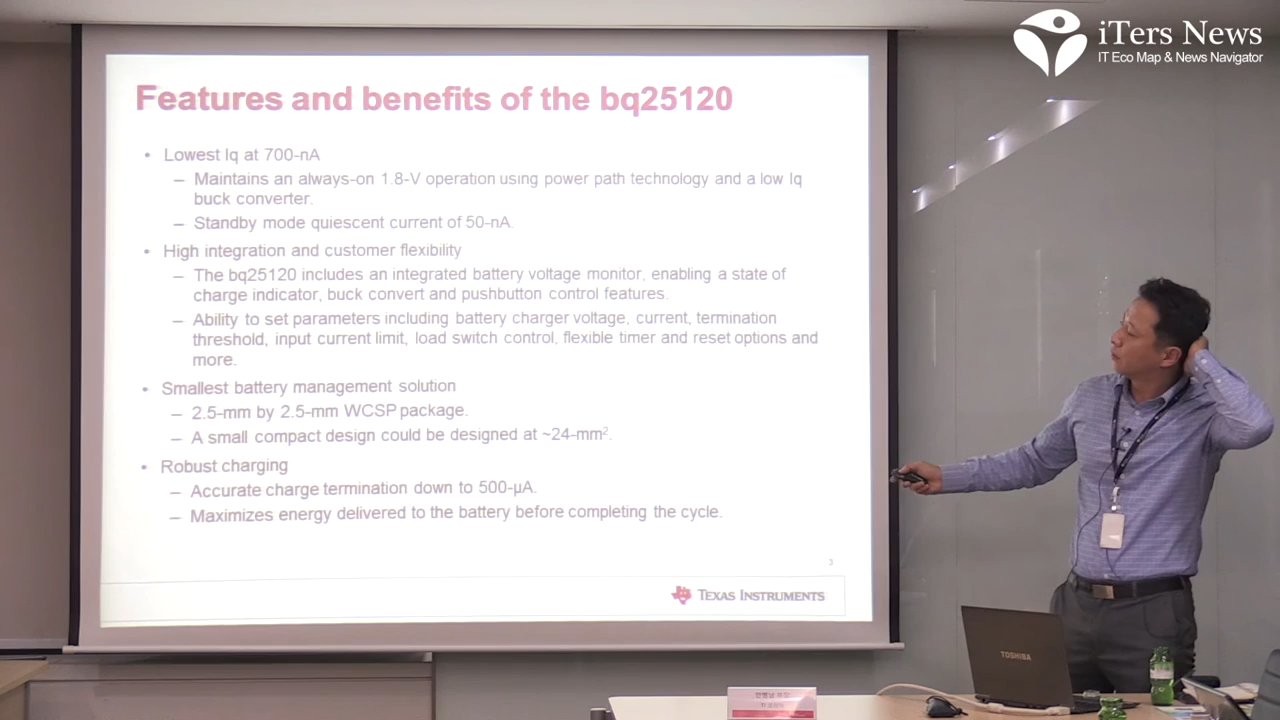 iTers News
IT Eco Map & News Navigator
Features and benefits of the bq25120
• Lowest Iq at 700-nA
– Maintains an always-on 1.8-V operation using power path technology and a low Iq
buck converter.
– Standby mode quiescent current of 50-nA.
• High integration and customer flexibility
– The bq25120 includes an integrated battery voltage monitor, enabling a state of
charge indicator, buck convert and pushbutton control features.
– Ability to set parameters including battery charger voltage, current, termination
threshold, input current limit, load switch control, flexible timer and reset options and
more.
• Smallest battery management solution
– 2.5-mm by 2.5-mm WCSP package.
– A small compact design could be designed at ~24-mm².
• Robust charging
– Accurate charge termination down to 500-µA.
– Maximizes energy delivered to the battery before completing the cycle.
3
TEXAS INSTRUMENTS
TOSHIBA